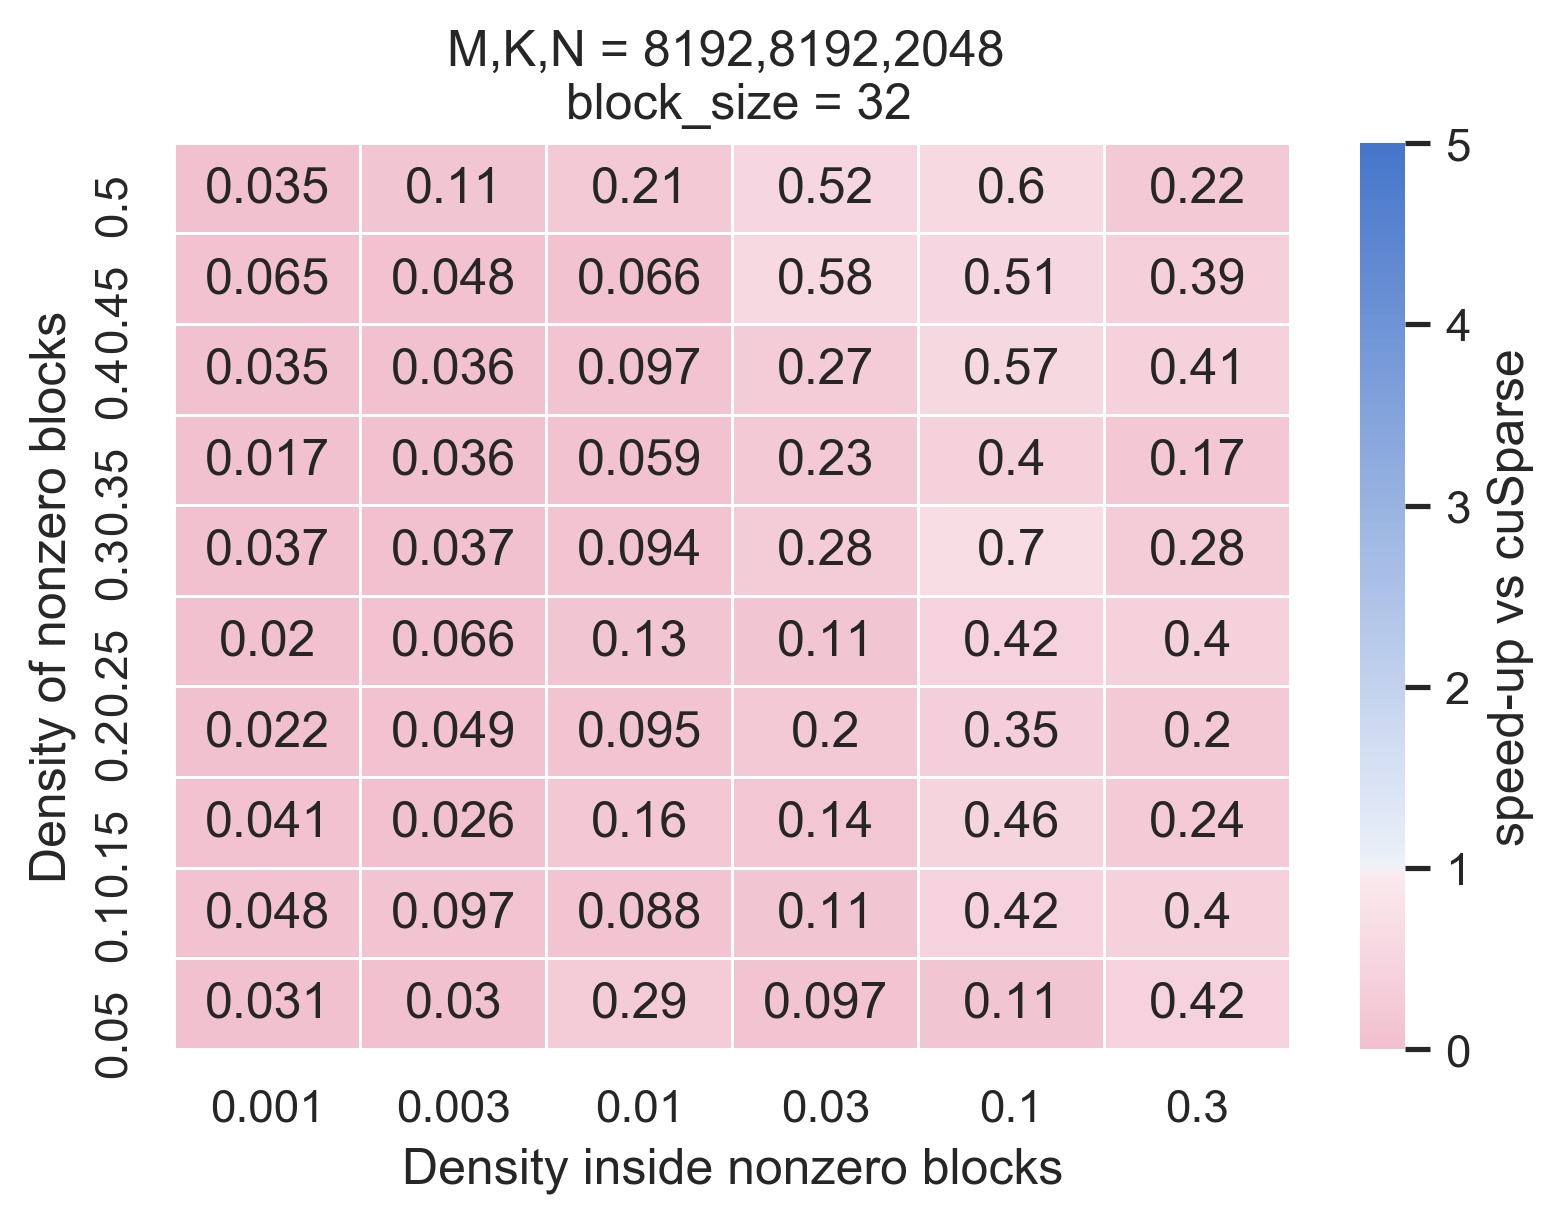 M,K,N = 8192,8192,2048
block_size = 32
Density of nonzero blocks
0.5 0.035 0.11 0.21 0.52 0.6 0.22
0.45 0.065 0.048 0.066 0.58 0.51 0.39
0.4 0.035 0.036 0.097 0.27 0.57 0.41
0.35 0.017 0.036 0.059 0.23 0.4 0.17
0.3 0.037 0.037 0.094 0.28 0.7 0.28
0.25 0.02 0.066 0.13 0.11 0.42 0.4
0.2 0.022 0.049 0.095 0.2 0.35 0.2
0.15 0.041 0.026 0.16 0.14 0.46 0.24
0.1 0.048 0.097 0.088 0.11 0.42 0.4
0.05 0.031 0.03 0.29 0.097 0.11 0.42
0.001 0.003 0.01 0.03 0.1 0.3
Density inside nonzero blocks
5
4
3
2
1
0
speed-up vs cuSparse